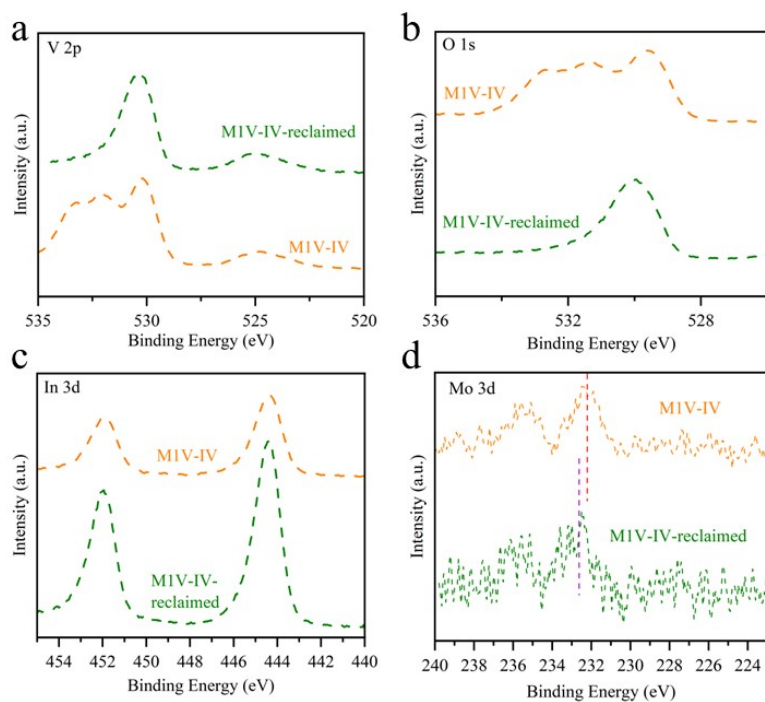 a
V 2p
M1V-IV-reclaimed
M1V-IV
Intensity (a.u.)
535 530 525 520
Binding Energy (eV)
b
O 1s
M1V-IV
M1V-IV-reclaimed
Intensity (a.u.)
536 530 528
Binding Energy (eV)
c
In 3d
M1V-IV
M1V-IV-
reclaimed
Intensity (a.u.)
454 452 450 448 446 444 442 440
Binding Energy (eV)
d
Mo 3d
M1V-IV
M1V-IV-reclaimed
Intensity (a.u.)
240 238 236 234 232 230 228 226 224
Binding Energy (eV)